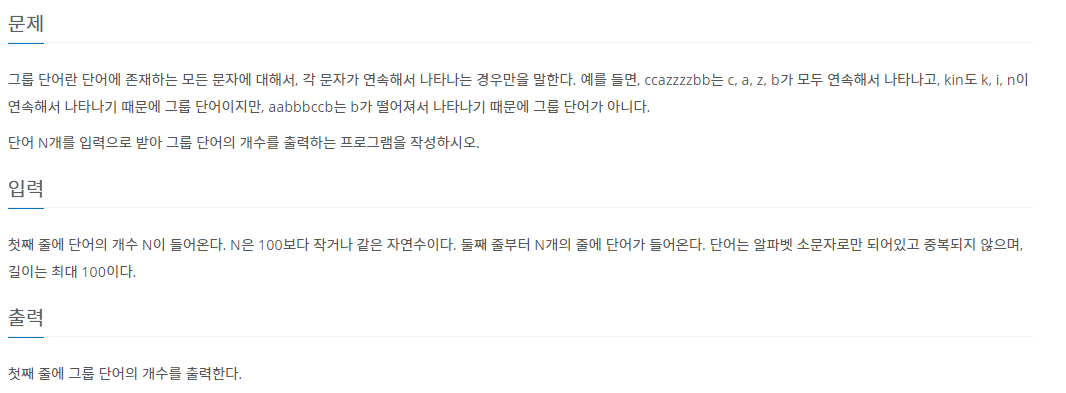 문제
그룹 단어란 단어에 존재하는 모든 문자에 대해서, 각 문자가 연속해서 나타나는 경우만을 말한다. 예를 들면, ccazzzzbb는 c, a, z, b가 모두 연속해서 나타나고, kin도 k, i, n이
연속해서 나타나기 때문에 그룹 단어이지만, aabbbccb는 b가 떨어져서 나타나기 때문에 그룹 단어가 아니다.
단어 N개를 입력으로 받아 그룹 단어의 개수를 출력하는 프로그램을 작성하시오.
입력
첫째 줄에 단어의 개수 N이 들어온다. N은 100보다 작거나 같은 자연수이다. 둘째 줄부터 N개의 줄에 단어가 들어온다. 단어는 알파벳 소문자로만 되어있고 중복되지 않으며,
길이는 최대 100이다.
출력
첫째 줄에 그룹 단어의 개수를 출력한다.